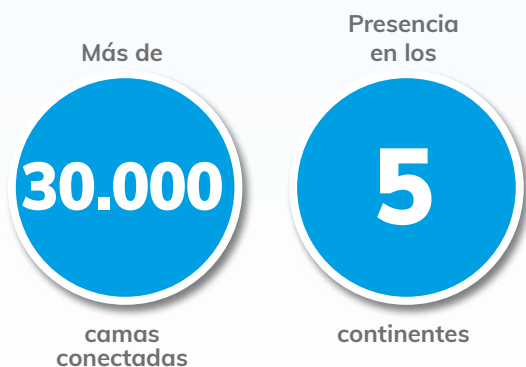 Más de
30.000
camas
conectadas
Presencia
en los
5
continentes